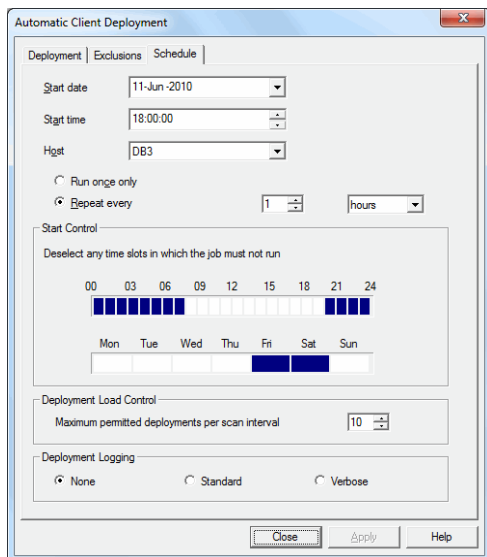 Automatic Client Deployment
Deployment Exclusions Schedule
Start date 11-Jun -2010
Start time 18:00:00
Host DB3
Run once only
Repeat every 1 hours
Start Control
Deselect any time slots in which the job must not run
00 03 06 09 12 15 18 21 24
Mon Tue Wed Thu Fri Sat Sun
Deployment Load Control
Maximum permitted deployments per scan interval 10
Deployment Logging
None Standard Verbose
Close Apply Help